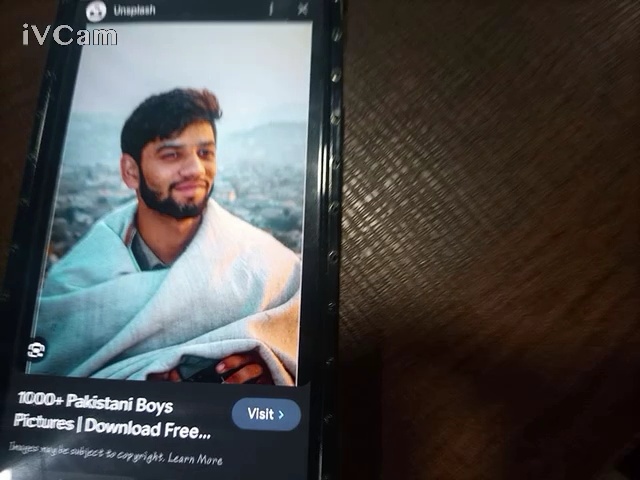 Unsplash
iVCam
1000+ Pakistani Boys
Pictures | Download Free...
Visit >
Images may be subject to copyright. Learn More